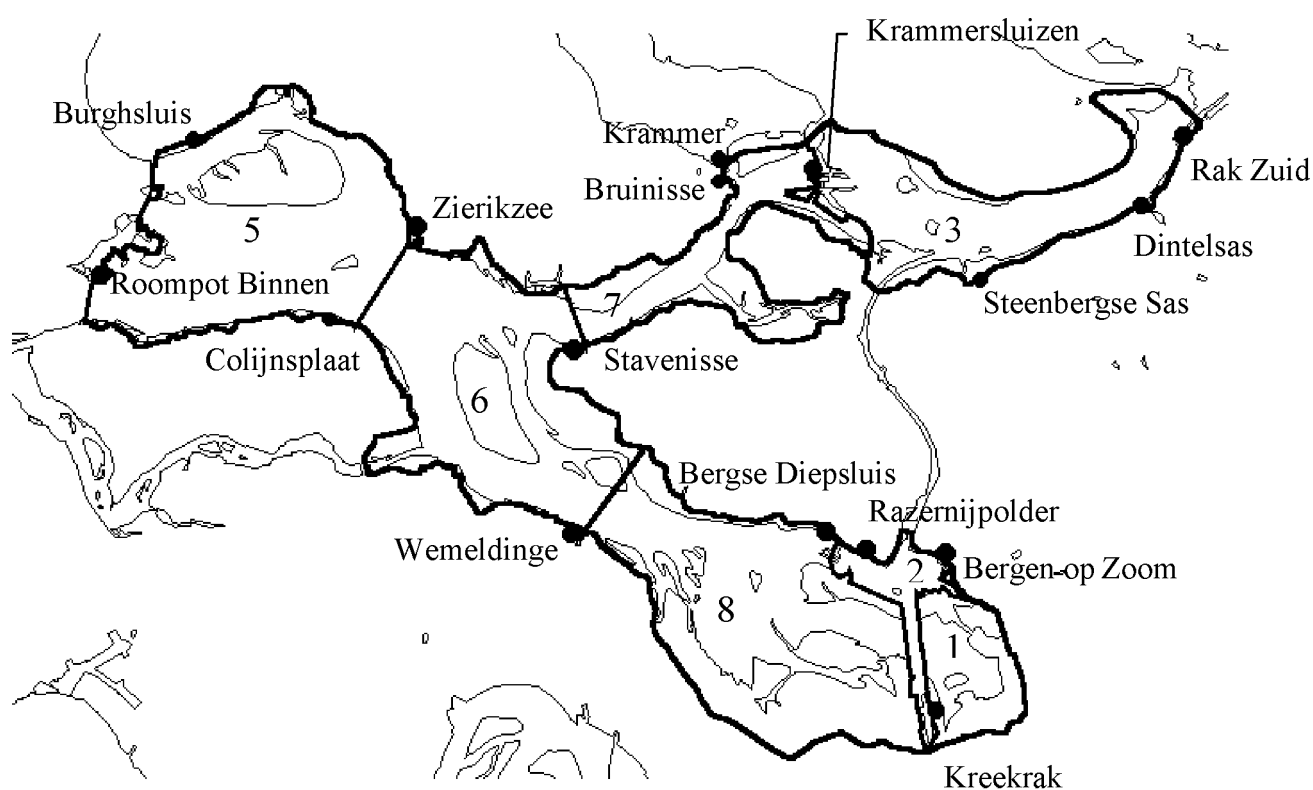 Krammersluizen
Burghsluis
Krammer
Bruinisse
Rak Zuid
Zierikzee
5
3
Dintelsas
Roompot Binnen
7
Steenbergse Sas
Colijnsplaat
Stavenisse
6
Bergse Diepsluis
Razernijpolder
Wemeldinge
2
Bergen op Zoom
8
1
Kreekrak